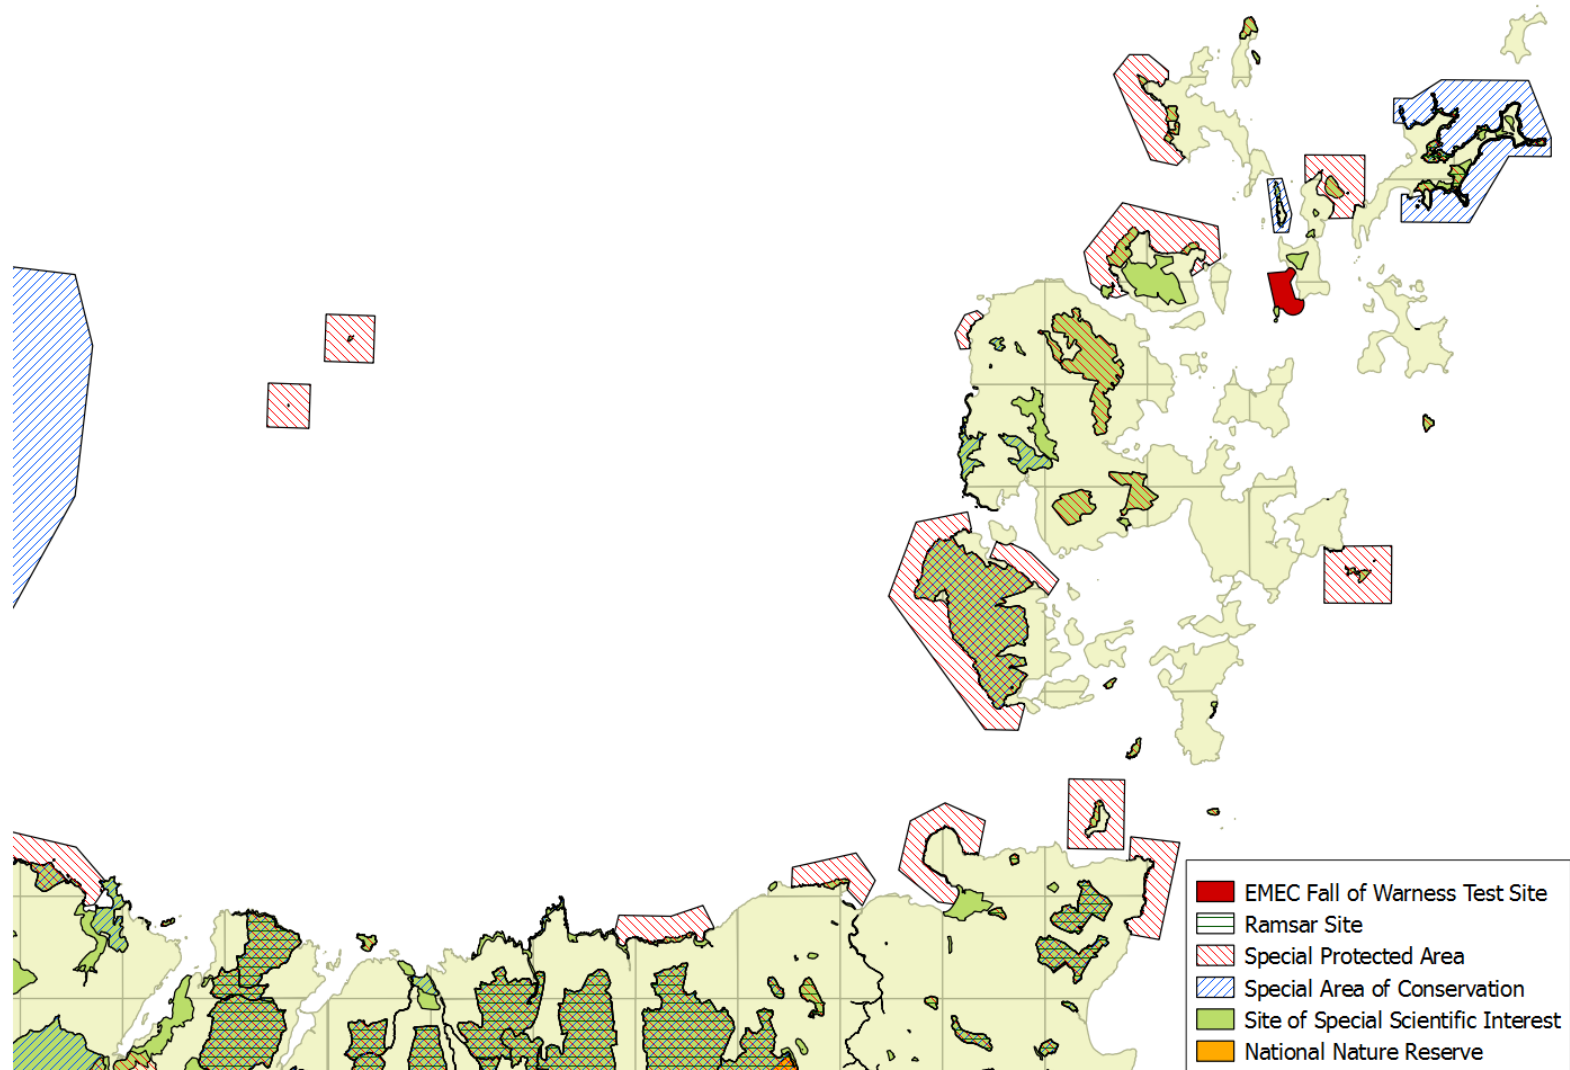 EMEC Fall of Warness Test Site
Ramsar Site
Special Protected Area
Special Area of Conservation
Site of Special Scientific Interest
National Nature Reserve